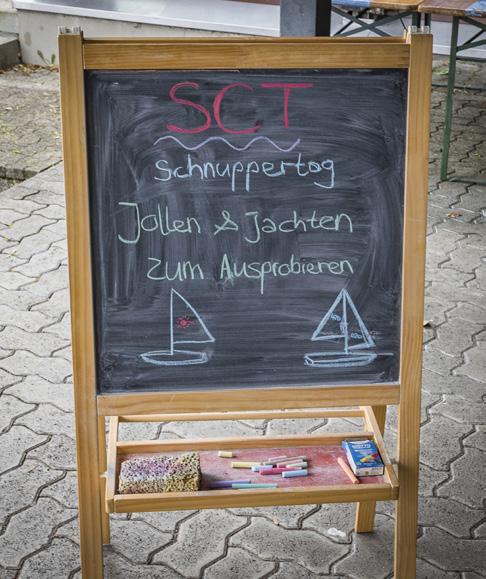 SCT
Schnuppertag
Jollen & Jachten
zum Ausprobieren